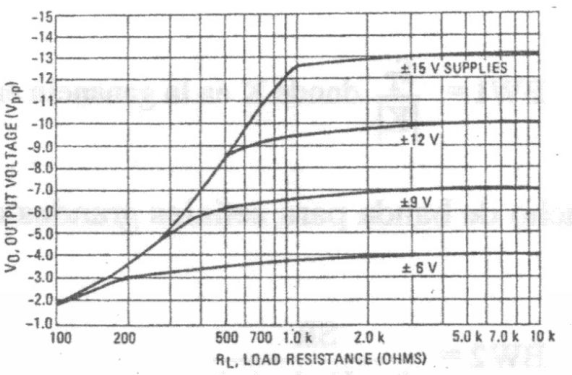 -15
-14
-13
-12
-11
-10
-9.0
-8.0
-7.0
-6.0
-5.0
-4.0
-3.0
-2.0
-1.0
VO, OUTPUT VOLTAGE (Vp-p)
±15 V SUPPLIES
±12 V
±9 V
± 6 V
100 200 500 700 1.0 k 2.0 k 5.0 k 7.0 k 10 k
RL, LOAD RESISTANCE (OHMS)
BW 2 =